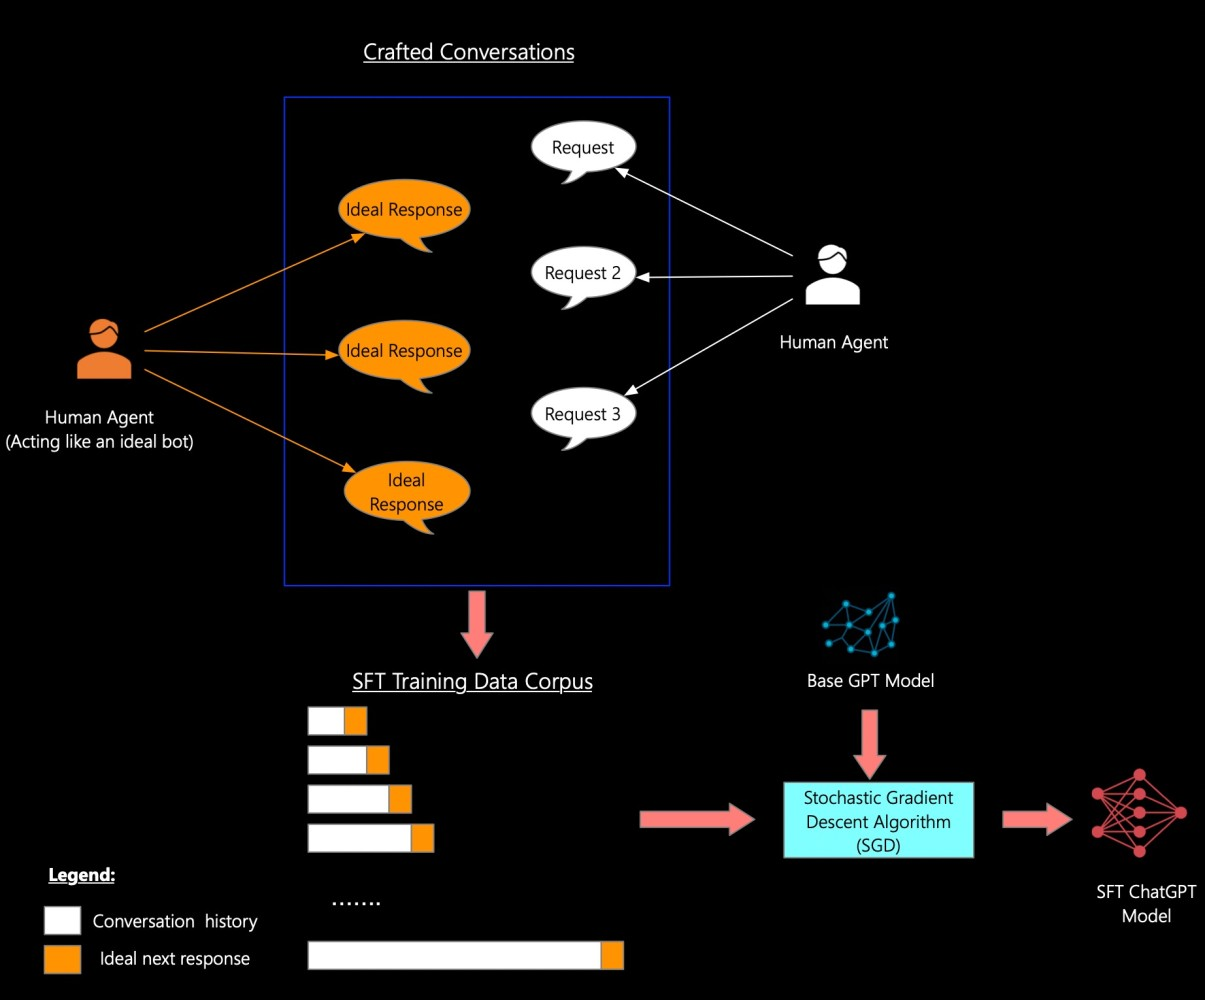 Crafted Conversations
Request
Ideal Response
Request 2
Human Agent
Ideal Response
Human Agent
(Acting like an ideal bot)
Request 3
Ideal
Response
SFT Training Data Corpus
Base GPT Model
Stochastic Gradient
Descent Algorithm
(SGD)
SFT ChatGPT
Model
Legend:
.......
Conversation history
Ideal next response